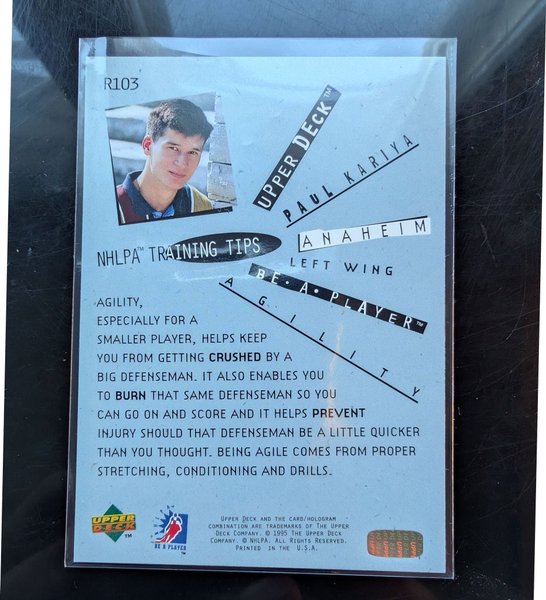 R103
UPPER DECK™
PAUL KARIYA
ANAHEIM
LEFT WING
NHLPA™ TRAINING TIPS
BE•A•PLAYER™
AGILITY
AGILITY,
ESPECIALLY FOR A
SMALLER PLAYER, HELPS KEEP
YOU FROM GETTING CRUSHED BY A
BIG DEFENSEMAN. IT ALSO ENABLES YOU
TO BURN THAT SAME DEFENSEMAN SO YOU
CAN GO ON AND SCORE AND IT HELPS PREVENT
INJURY SHOULD THAT DEFENSEMAN BE A LITTLE QUICKER
THAN YOU THOUGHT. BEING AGILE COMES FROM PROPER
STRETCHING, CONDITIONING AND DRILLS.
UPPER DECK™
BE A PLAYER
UPPER DECK AND THE CARD/HOLOGRAM
COMBINATION ARE TRADEMARKS OF THE UPPER
DECK COMPANY. © 1995 THE UPPER DECK
COMPANY. © NHLPA. ALL RIGHTS RESERVED.
PRINTED IN THE U.S.A.